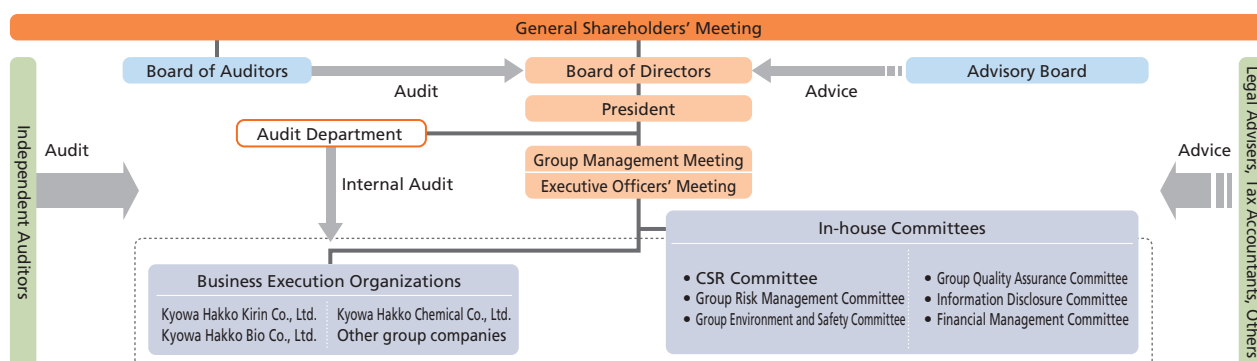 General Shareholders’ Meeting
Board of Auditors
Board of Directors
Advisory Board
Audit
Advice
President
Audit Department
Independent Auditors
Audit
Internal Audit
Group Management Meeting
Executive Officers’ Meeting
Advice
Legal Advisers, Tax Accountants, Others
In-house Committees
• CSR Committee
• Group Risk Management Committee
• Group Environment and Safety Committee
• Group Quality Assurance Committee
• Information Disclosure Committee
• Financial Management Committee
Business Execution Organizations
Kyowa Hakko Kirin Co., Ltd.
Kyowa Hakko Bio Co., Ltd.
Kyowa Hakko Chemical Co., Ltd.
Other group companies